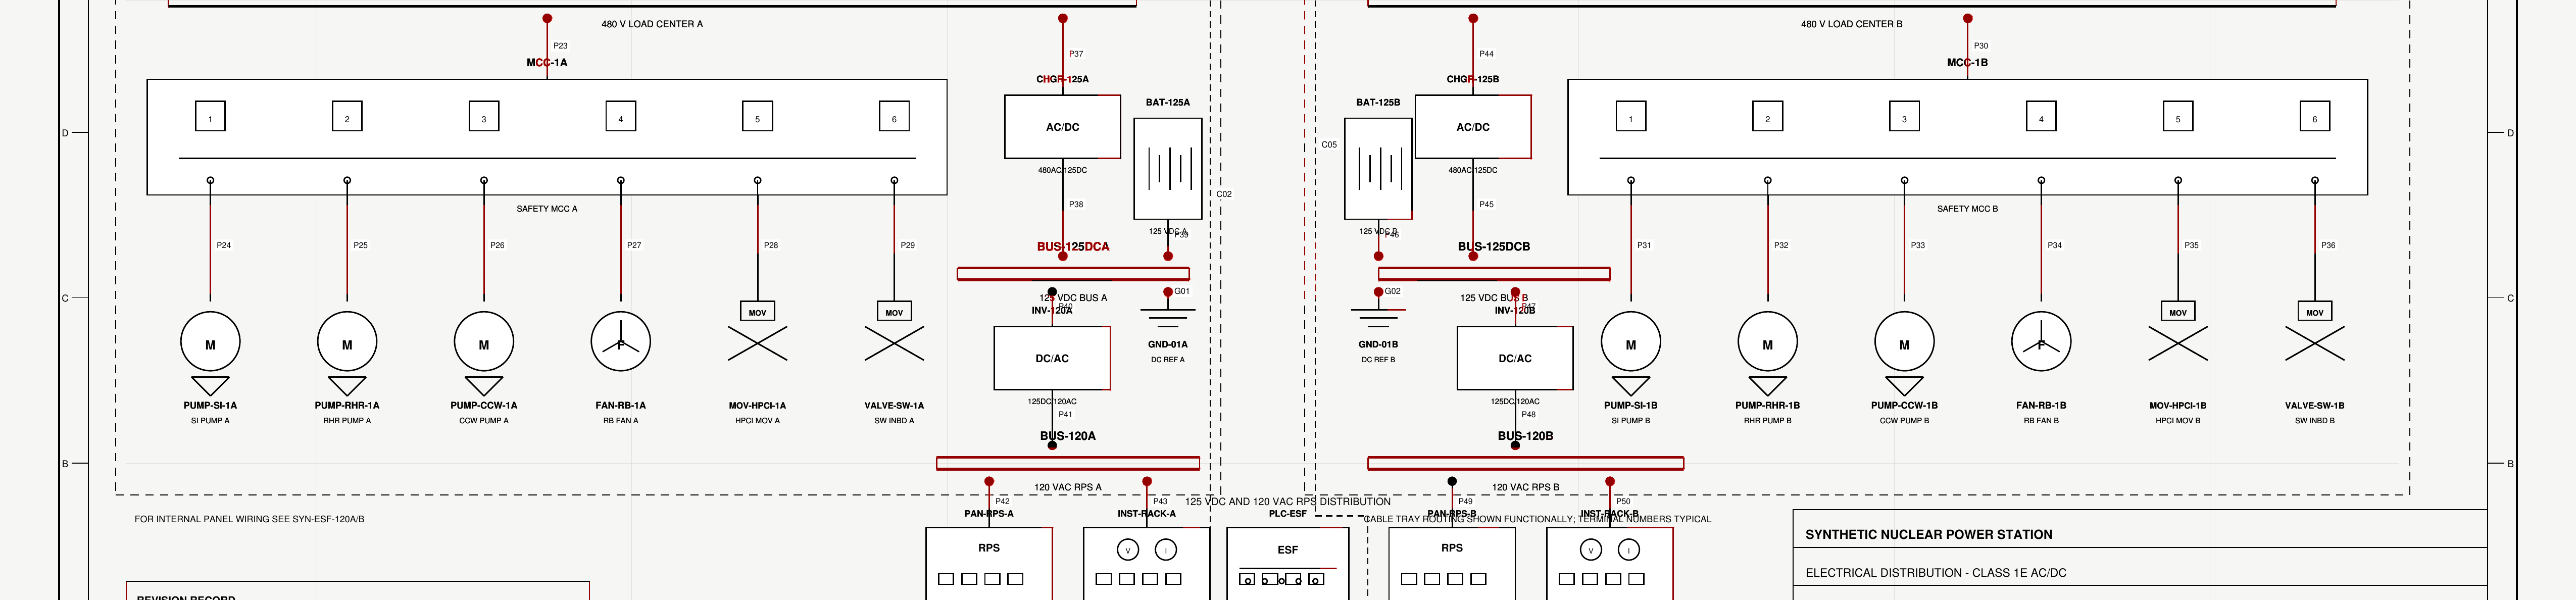 480 V LOAD CENTER A
480 V LOAD CENTER B
P23
P37
P44
P30
MCC-1A
MCC-1B
CHGR-125A
CHGR-125B
BAT-125A
BAT-125B
1 2 3 4 5 6
AC/DC
AC/DC
1 2 3 4 5 6
D
D
C05
480AC/125DC
480AC/125DC
C02
SAFETY MCC A
P38
P45
SAFETY MCC B
125 VDC A
P39
125 VDC B
P46
P24
P25
P26
P27
P28
P29
BUS-125DCA
BUS-125DCB
P31
P32
P33
P34
P35
P36
C
C
125 VDC BUS A
G01
G02
125 VDC BUS B
P40
P47
INV-120A
INV-120B
MOV
MOV
MOV
MOV
M
M
M
F
GND-01A
GND-01B
M
M
M
F
DC/AC
DC REF A
DC REF B
DC/AC
125DC/120AC
125DC/120AC
PUMP-SI-1A
PUMP-RHR-1A
PUMP-CCW-1A
FAN-RB-1A
MOV-HPCI-1A
VALVE-SW-1A
P41
P48
PUMP-SI-1B
PUMP-RHR-1B
PUMP-CCW-1B
FAN-RB-1B
MOV-HPCI-1B
VALVE-SW-1B
SI PUMP A
RHR PUMP A
CCW PUMP A
RB FAN A
HPCI MOV A
SW INBD A
SI PUMP B
RHR PUMP B
CCW PUMP B
RB FAN B
HPCI MOV B
SW INBD B
BUS-120A
BUS-120B
B
B
120 VAC RPS A
120 VAC RPS B
P42
P43
125 VDC AND 120 VAC RPS DISTRIBUTION
P49
P50
PAN-RPS-A
INST-RACK-A
PLC-ESF
PAN-RPS-B
INST-RACK-B
FOR INTERNAL PANEL WIRING SEE SYN-ESF-120A/B
CABLE TRAY ROUTING SHOWN FUNCTIONALLY; TERMINAL NUMBERS TYPICAL
SYNTHETIC NUCLEAR POWER STATION
RPS
V I
ESF
RPS
V I
ELECTRICAL DISTRIBUTION - CLASS 1E AC/DC
REVISION RECORD